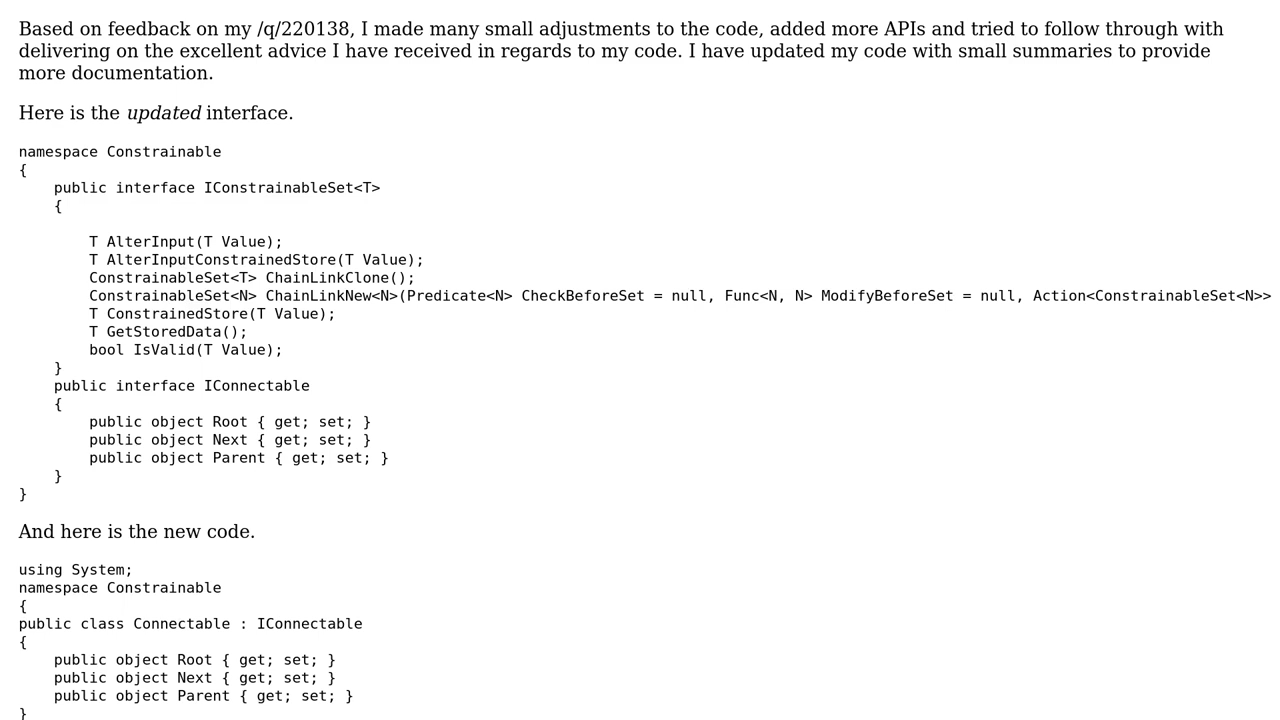 Based on feedback on my /q/220138, I made many small adjustments to the code, added more APIs and tried to follow through with
delivering on the excellent advice I have received in regards to my code. I have updated my code with small summaries to provide
more documentation.
Here is the updated interface.
namespace Constrainable
{
    public interface IConstrainableSet<T>
    {
        T AlterInput(T Value);
        T AlterInputConstrainedStore(T Value);
        ConstrainableSet<T> ChainLinkClone();
        ConstrainableSet<N> ChainLinkNew<N>(Predicate<N> CheckBeforeSet = null, Func<N, N> ModifyBeforeSet = null, Action<ConstrainableSet<N>>
        T ConstrainedStore(T Value);
        T GetStoredData();
        bool IsValid(T Value);
    }
    public interface IConnectable
    {
        public object Root { get; set; }
        public object Next { get; set; }
        public object Parent { get; set; }
    }
}
And here is the new code.
using System;
namespace Constrainable
{
public class Connectable : IConnectable
{
    public object Root { get; set; }
    public object Next { get; set; }
    public object Parent { get; set; }
}